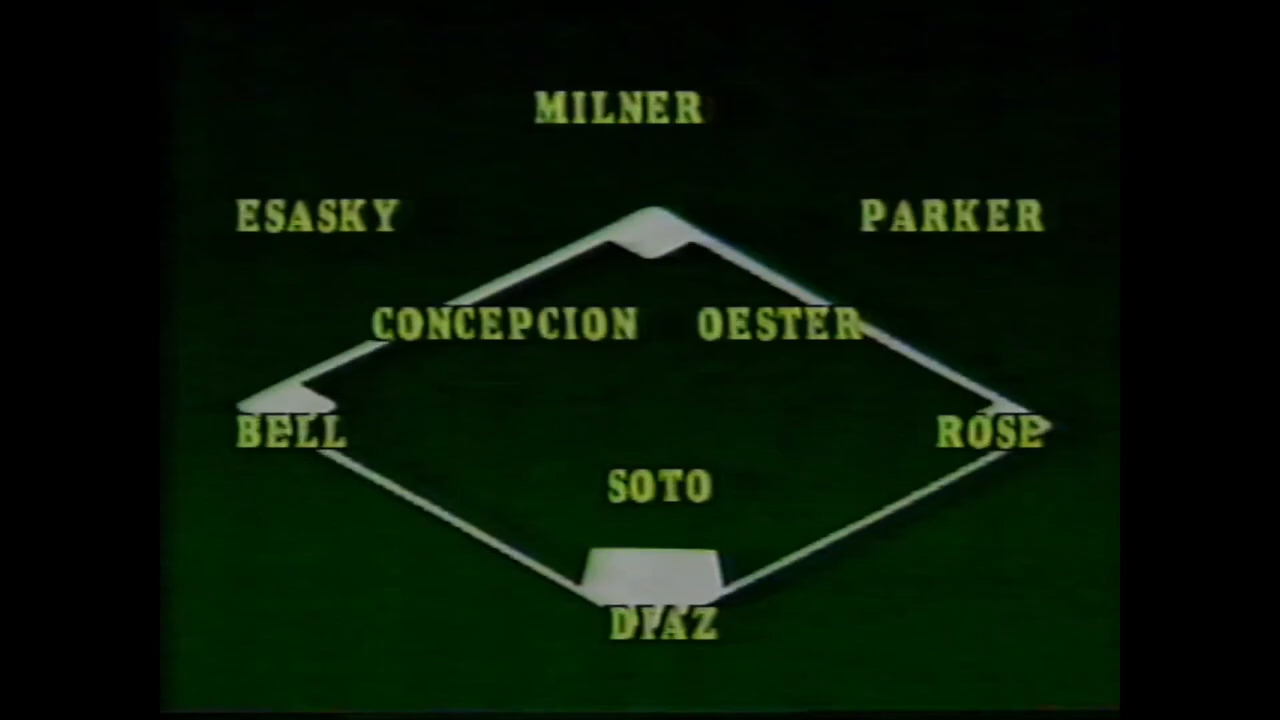 MILNER
ESASKY PARKER
CONCEPCION OESTER
BELL ROSE
SOTO
DIAZ